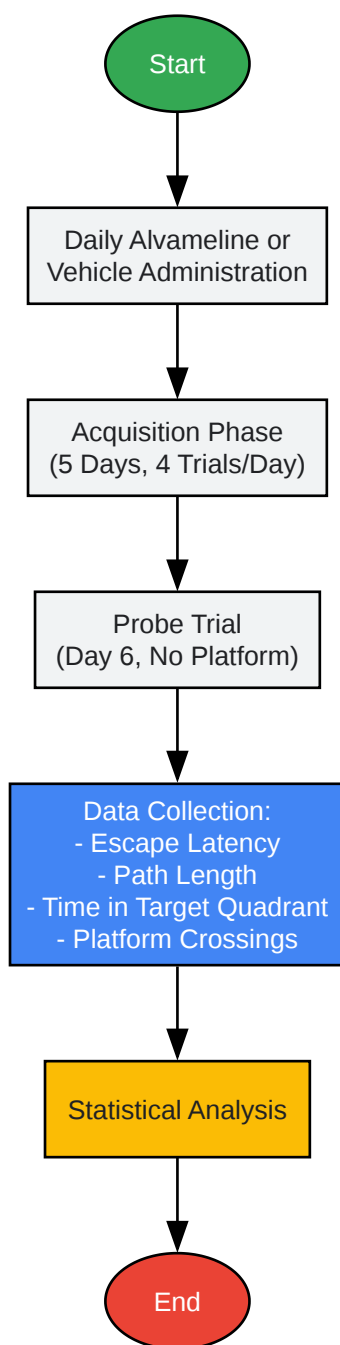 Start
Daily Alvameline or
Vehicle Administration
Acquisition Phase
(5 Days, 4 Trials/Day)
Probe Trial
(Day 6, No Platform)
Data Collection:
- Escape Latency
- Path Length
- Time in Target Quadrant
- Platform Crossings
Statistical Analysis
End